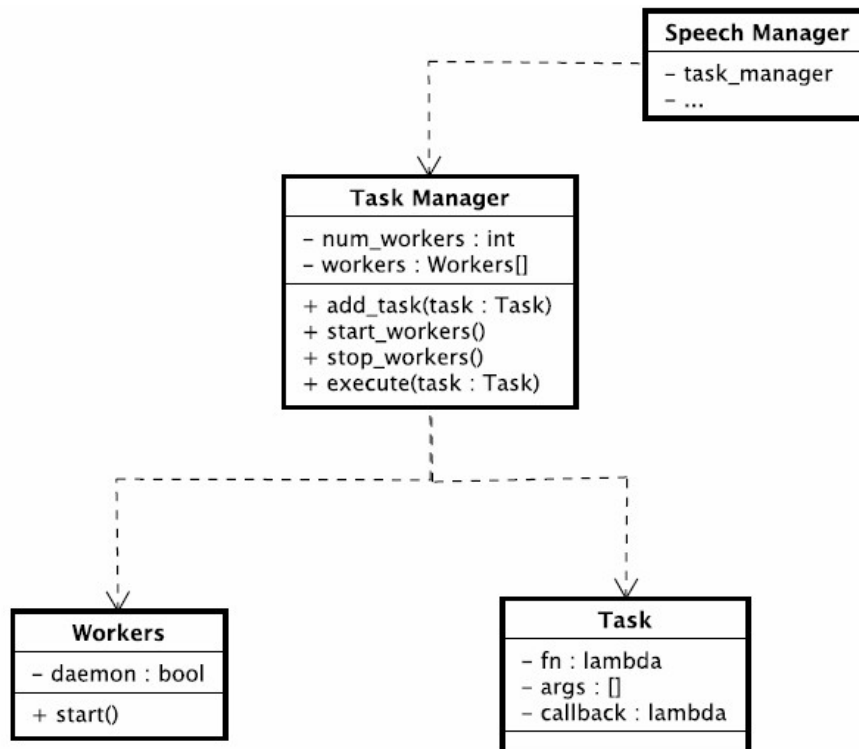 Speech Manager
- task_manager
- ...
Task Manager
- num_workers : int
- workers : Workers[]
+ add_task(task : Task)
+ start_workers()
+ stop_workers()
+ execute(task : Task)
Workers
- daemon : bool
+ start()
Task
- fn : lambda
- args : []
- callback : lambda